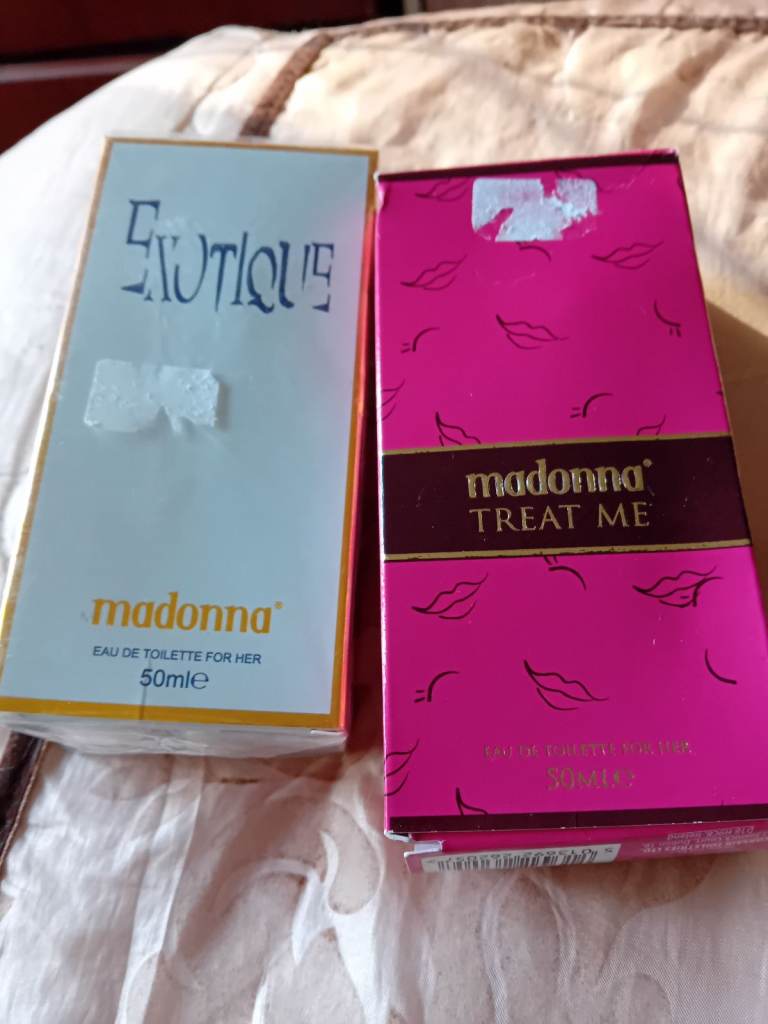 EXOTIQUE
madonna®
EAU DE TOILETTE FOR HER
50ml℮
madonna®
TREAT ME
EAU DE TOILETTE FOR HER
50ML℮